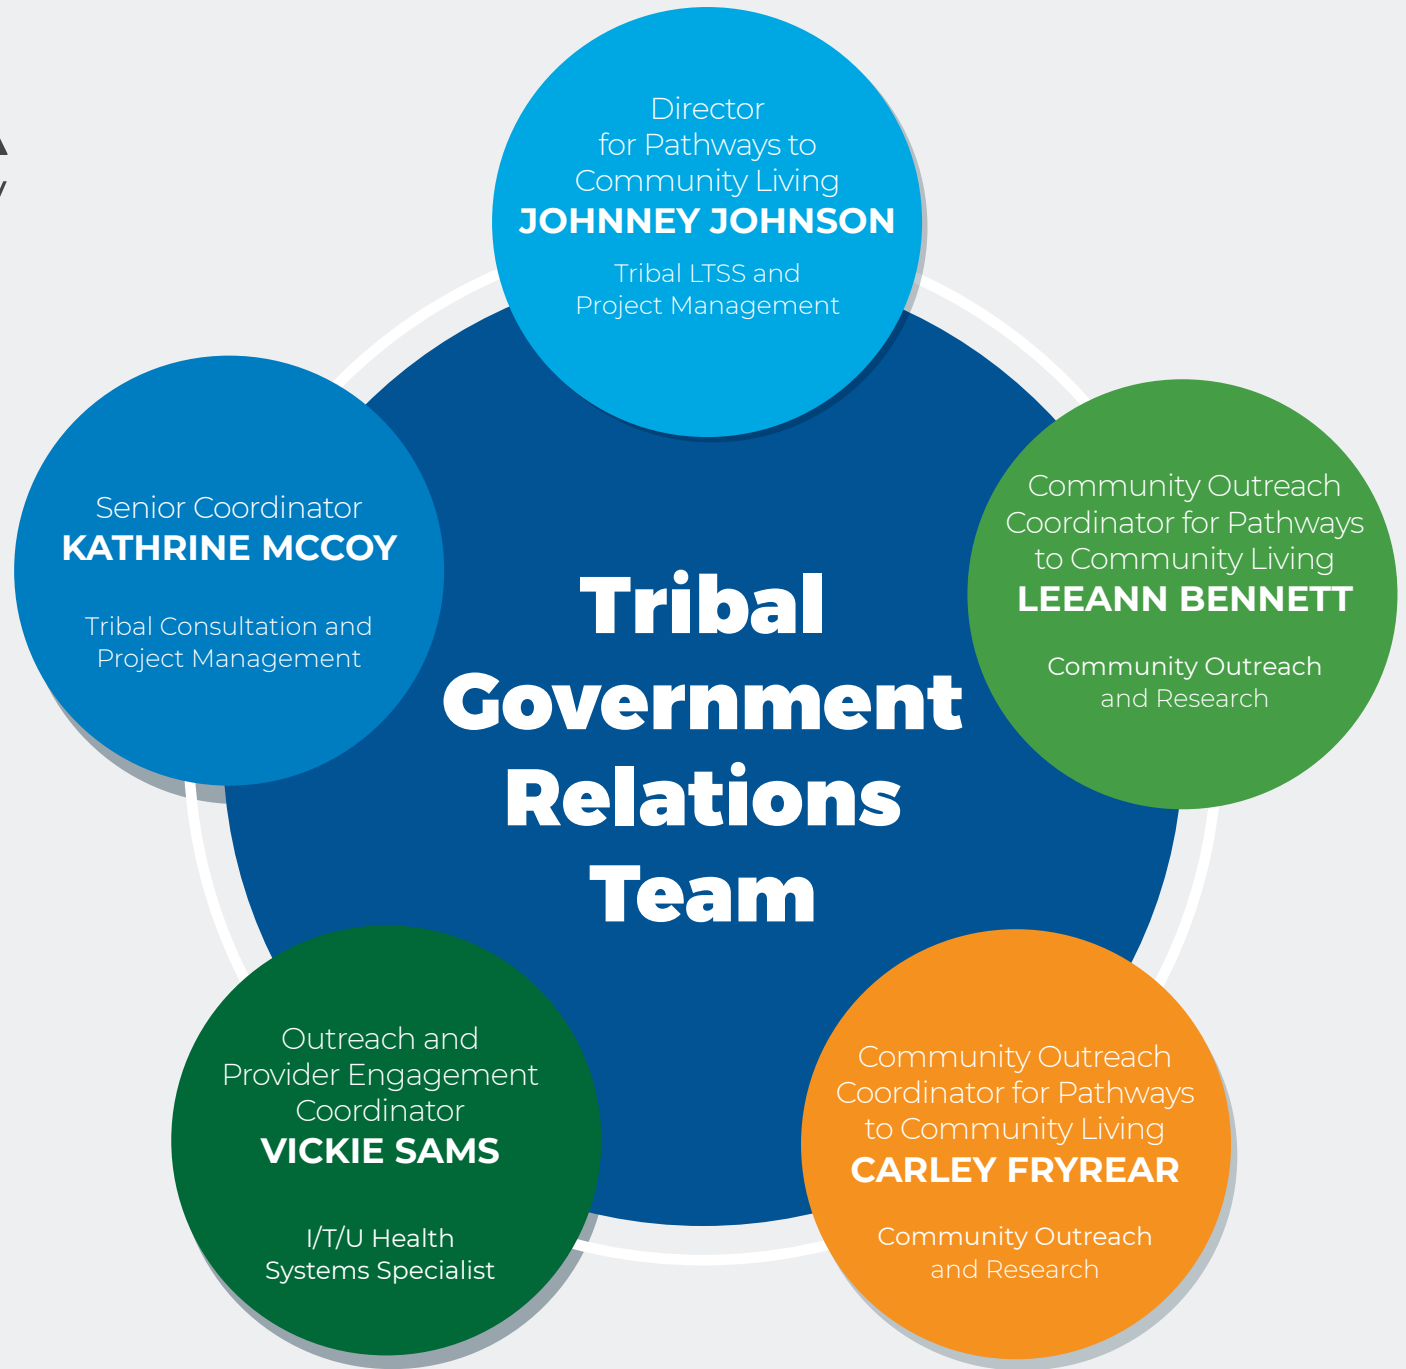 Director
for Pathways to
Community Living
JOHNNEY JOHNSON
Tribal LTSS and
Project Management
Senior Coordinator
KATHRINE MCCOY
Tribal Consultation and
Project Management
Community Outreach
Coordinator for Pathways
to Community Living
LEEANN BENNETT
Community Outreach
and Research
Tribal
Government
Relations
Team
Outreach and
Provider Engagement
Coordinator
VICKIE SAMS
I/T/U Health
Systems Specialist
Community Outreach
Coordinator for Pathways
to Community Living
CARLEY FRYREAR
Community Outreach
and Research